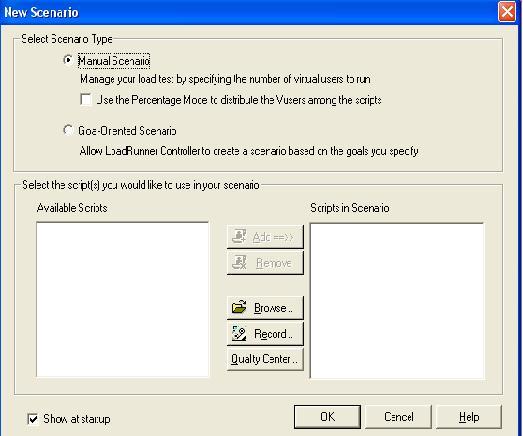 New Scenario
Select Scenario Type
Manual Scenario
Manage your load test by specifying the number of virtual users to run
Use the Percentage Mode to distribute the Vusers among the scripts
Goal-Oriented Scenario
Allow LoadRunner Controller to create a scenario based on the goals you specify
Select the script(s) you would like to use in your scenario
Available Scripts
Scripts in Scenario
Add ==>>
Remove
Browse...
Record...
Quality Center...
Show at startup
OK
Cancel
Help